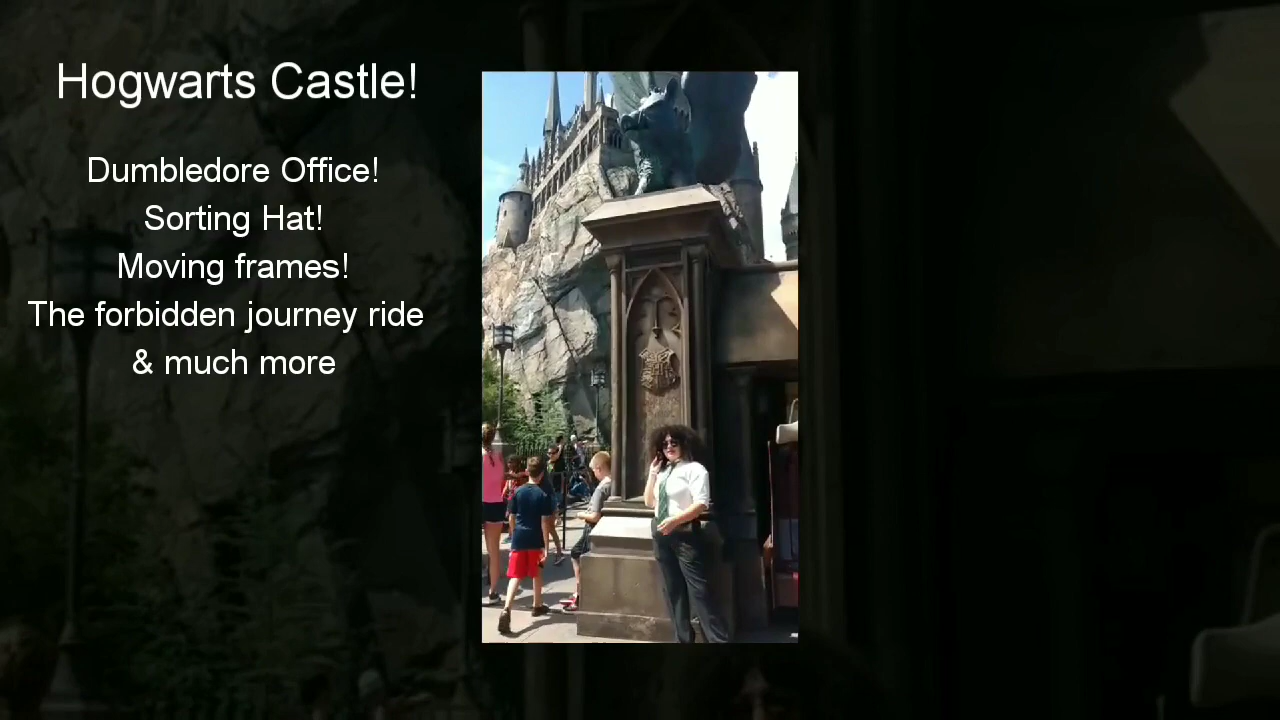 Hogwarts Castle!
Dumbledore Office!
Sorting Hat!
Moving frames!
The forbidden journey ride
& much more